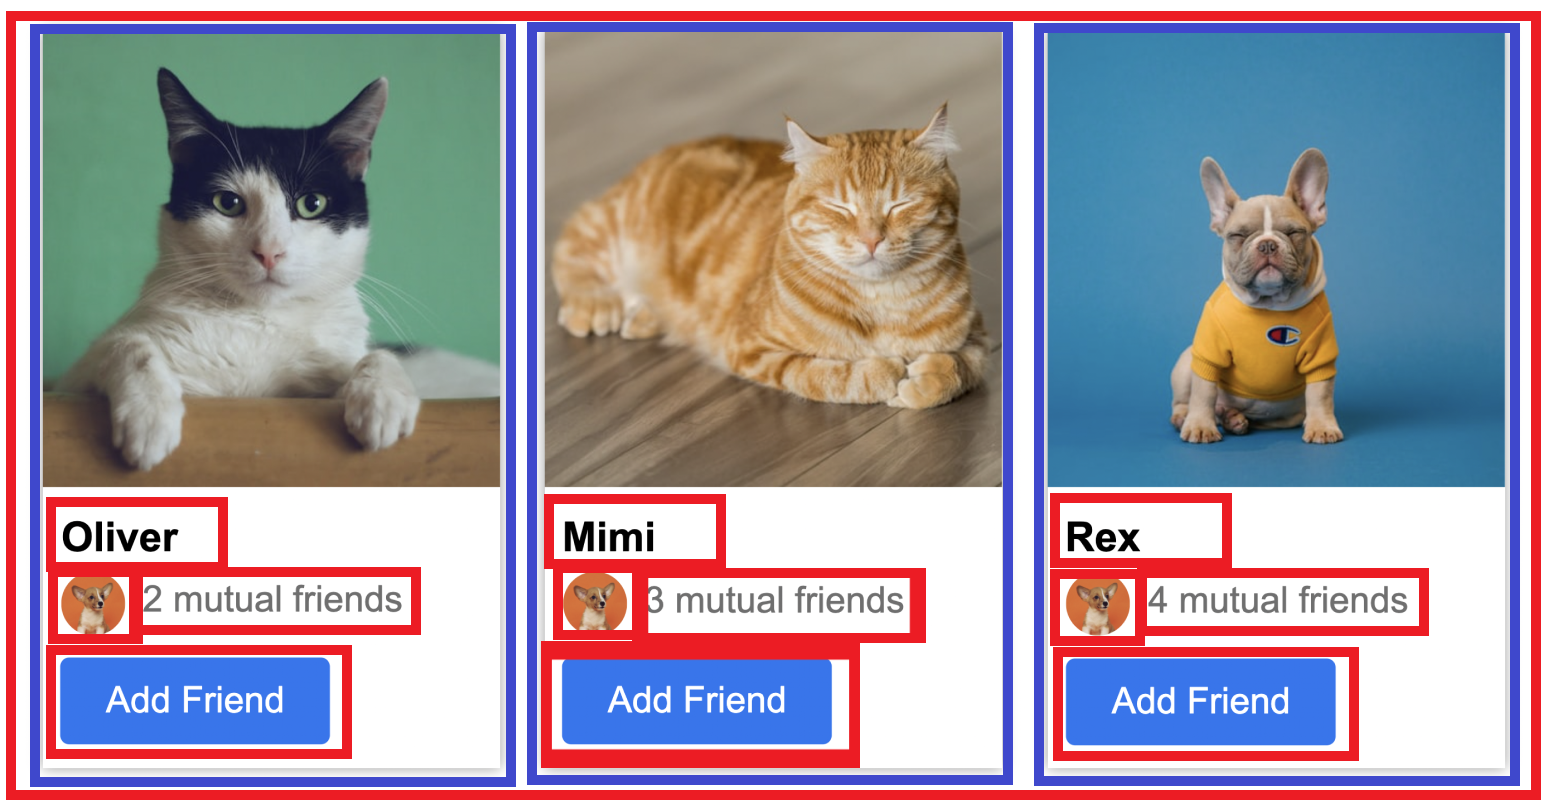 Oliver
2 mutual friends
Add Friend
Mimi
3 mutual friends
Add Friend
Rex
4 mutual friends
Add Friend